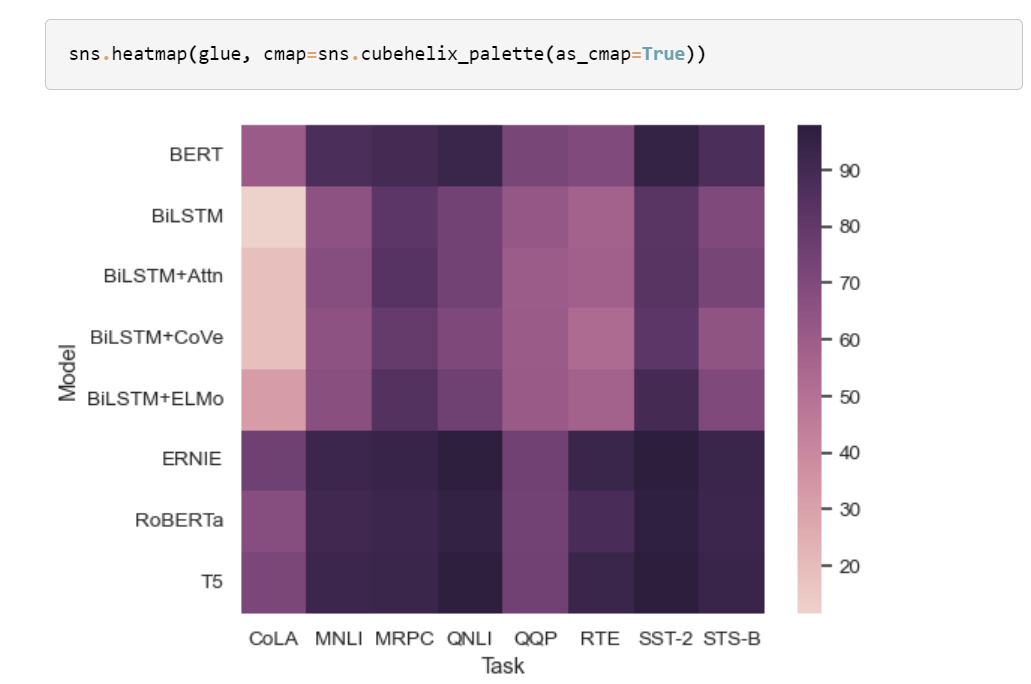 sns.heatmap(glue, cmap=sns.cubehelix_palette(as_cmap=True))
BERT
BiLSTM
BiLSTM+Attn
BiLSTM+CoVe
BiLSTM+ELMo
ERNIE
RoBERTa
T5
Model
CoLA MNLI MRPC QNLI QQP RTE SST-2 STS-B
Task
90
80
70
60
50
40
30
20